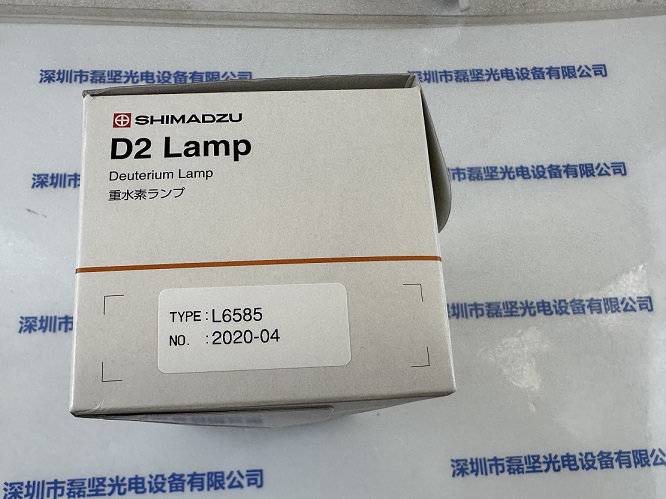 深圳市磊坚光电设备有限公司
深圳市磊坚光电设备有限公司
SHIMADZU
D2 Lamp
Deuterium Lamp
重水素ランプ
深圳市磊
坚光电设备有限公司
TYPE : L6585
NO. : 2020-04
深圳市磊
坚光电设备有限公司
深圳市磊坚光电设备有限公司
深圳市磊坚光电设备有限公司